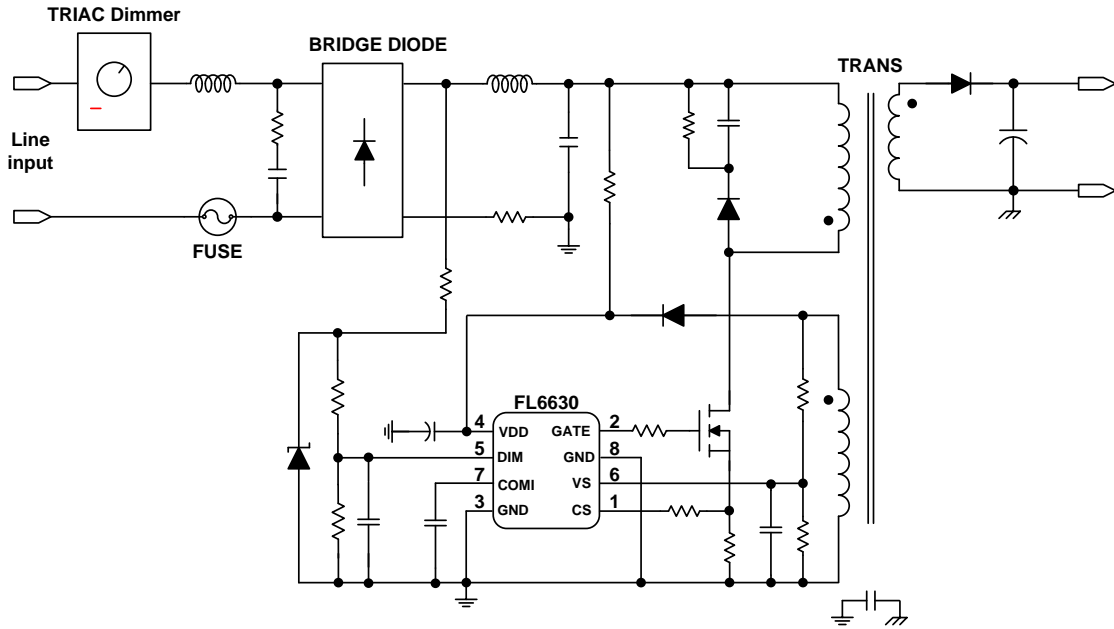 TRIAC Dimmer
BRIDGE DIODE
TRANS
Line
input
FUSE
FL6630
4 VDD GATE 2
5 DIM GND 8
7 COMI VS 6
3 GND CS 1